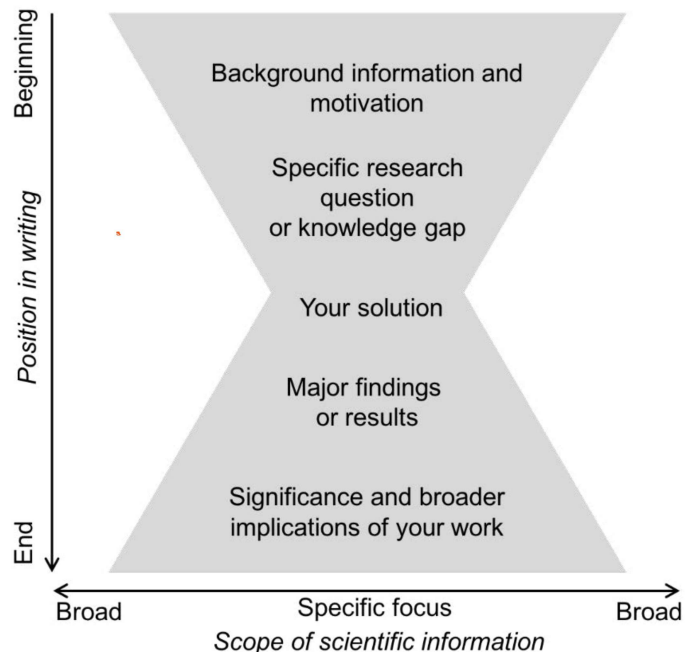 Beginning
Position in writing
End
Background information and
motivation
Specific research
question
or knowledge gap
Your solution
Major findings
or results
Significance and broader
implications of your work
Broad
Specific focus
Broad
Scope of scientific information